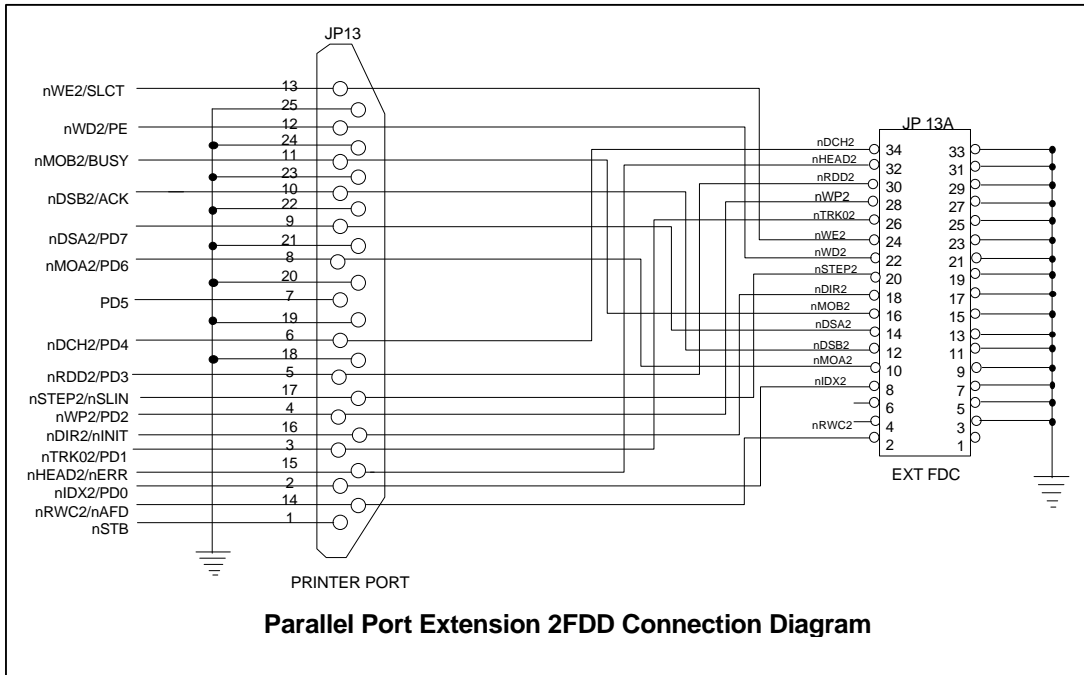 JP13
nWE2/SLCT
nWD2/PE
nMOB2/BUSY
nDSB2/ACK
nDSA2/PD7
nMOA2/PD6
PD5
nDCH2/PD4
nRDD2/PD3
nSTEP2/nSLIN
nWP2/PD2
nDIR2/nINIT
nTRK02/PD1
nHEAD2/nERR
nIDX2/PD0
nRWC2/nAFD
nSTB
13
25
12
24
11
23
10
22
9
21
8
20
7
19
6
18
5
17
4
16
3
15
2
14
1
PRINTER PORT
JP 13A
nDCH2 34 33
nHEAD2 32 31
nRDD2 30 29
nWP2 28 27
nTRK02 26 25
nWE2 24 23
nWD2 22 21
nSTEP2 20 19
nDIR2 18 17
nMOB2 16 15
nDSA2 14 13
nDSB2 12 11
nMOA2 10 9
nIDX2 8 7
6 5
4 3
nRWC2 2 1
EXT FDC
Parallel Port Extension 2FDD Connection Diagram